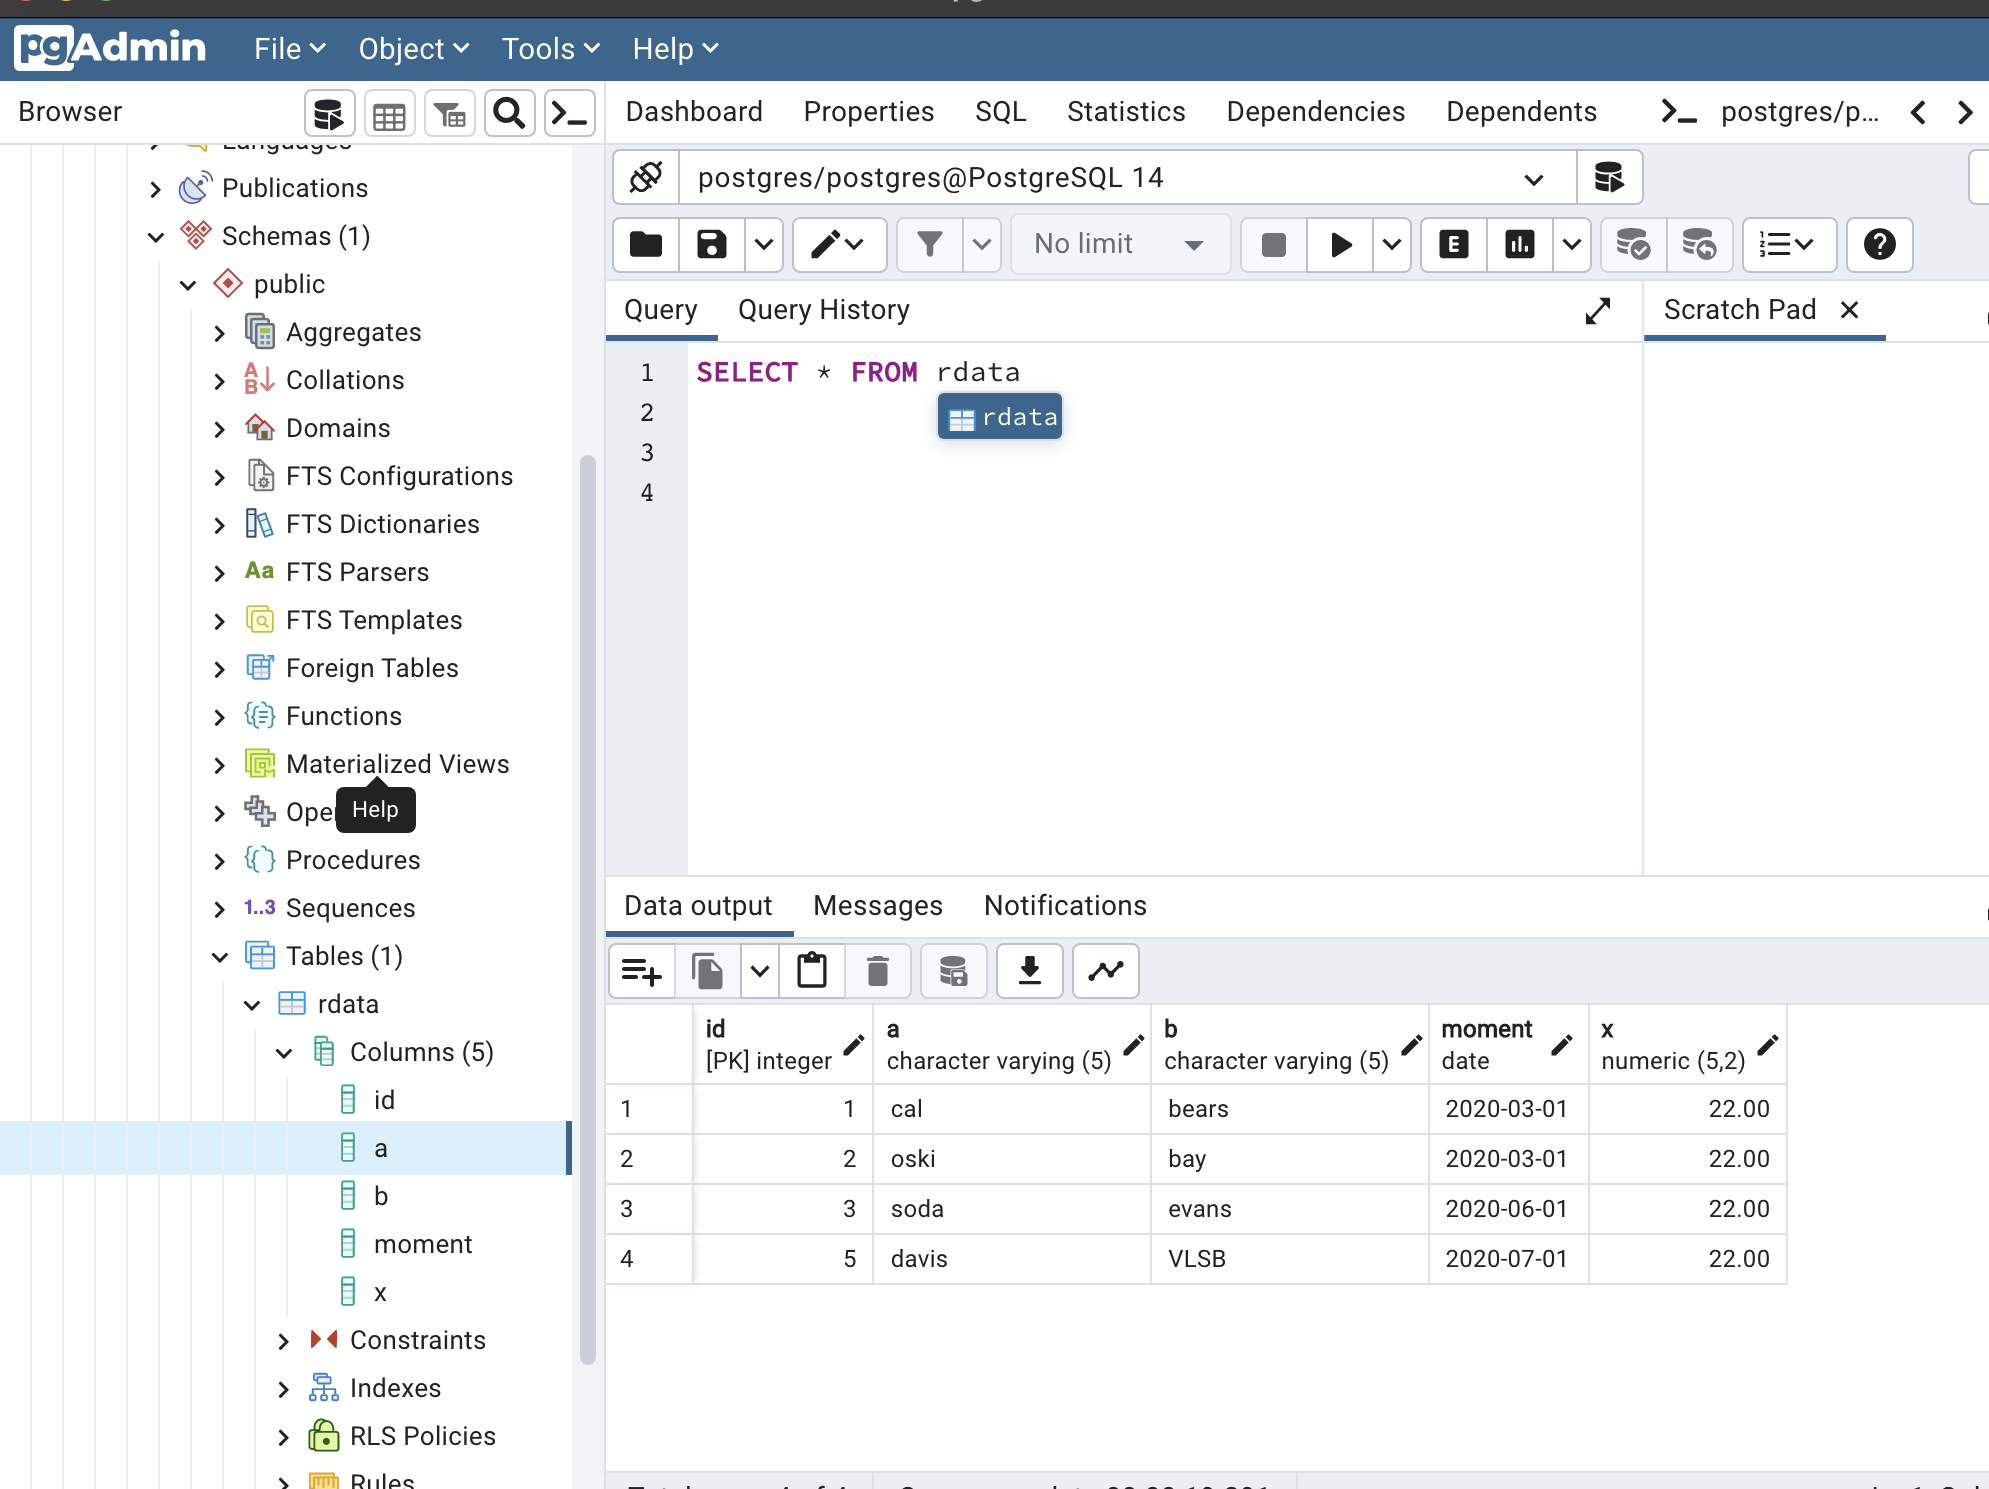 pgAdmin File Object Tools Help
Browser
Dashboard Properties SQL Statistics Dependencies Dependents postgres/p...
Languages
Publications
Schemas (1)
public
Aggregates
Collations
Domains
FTS Configurations
FTS Dictionaries
Aa FTS Parsers
FTS Templates
Foreign Tables
Functions
Materialized Views
Help
Procedures
1..3 Sequences
Tables (1)
rdata
Columns (5)
id
a
b
moment
x
Constraints
Indexes
RLS Policies
Rules
postgres/postgres@PostgreSQL 14
No limit
E
Query Query History
Scratch Pad
1 SELECT * FROM rdata
2 rdata
3
4
Data output Messages Notifications
id a b moment x
[PK] integer character varying (5) character varying (5) date numeric (5,2)
1 1 cal bears 2020-03-01 22.00
2 2 oski bay 2020-03-01 22.00
3 3 soda evans 2020-06-01 22.00
4 5 davis VLSB 2020-07-01 22.00